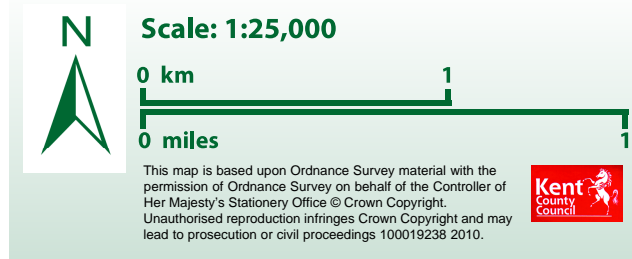 N
Scale: 1:25,000
0 km 1
0 miles 1
This map is based upon Ordnance Survey material with the
permission of Ordnance Survey on behalf of the Controller of
Her Majesty's Stationery Office © Crown Copyright.
Unauthorised reproduction infringes Crown Copyright and may
lead to prosecution or civil proceedings 100019238 2010.
Kent
County
Council